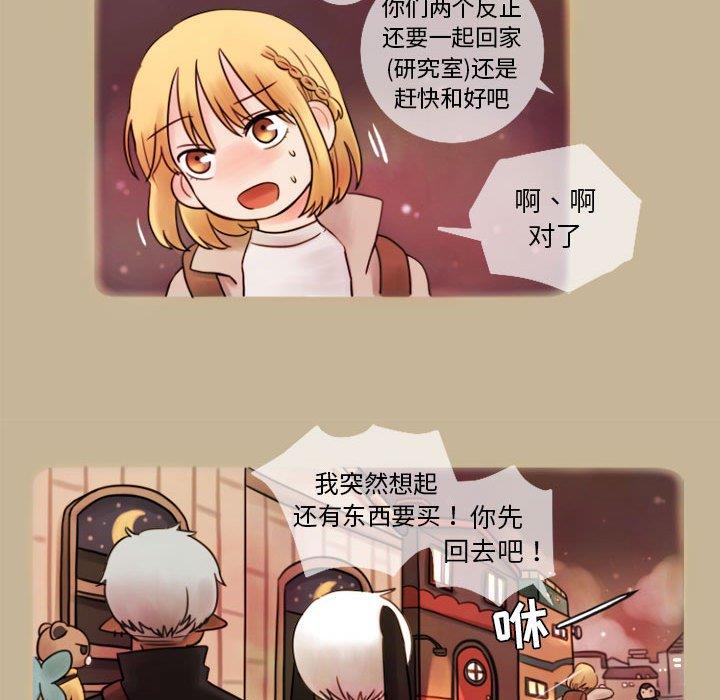 你们两个反正
还要一起回家
(研究室)还是
赶快和好吧
啊、啊
对了
我突然想起
还有东西要买！你先
回去吧！
咻